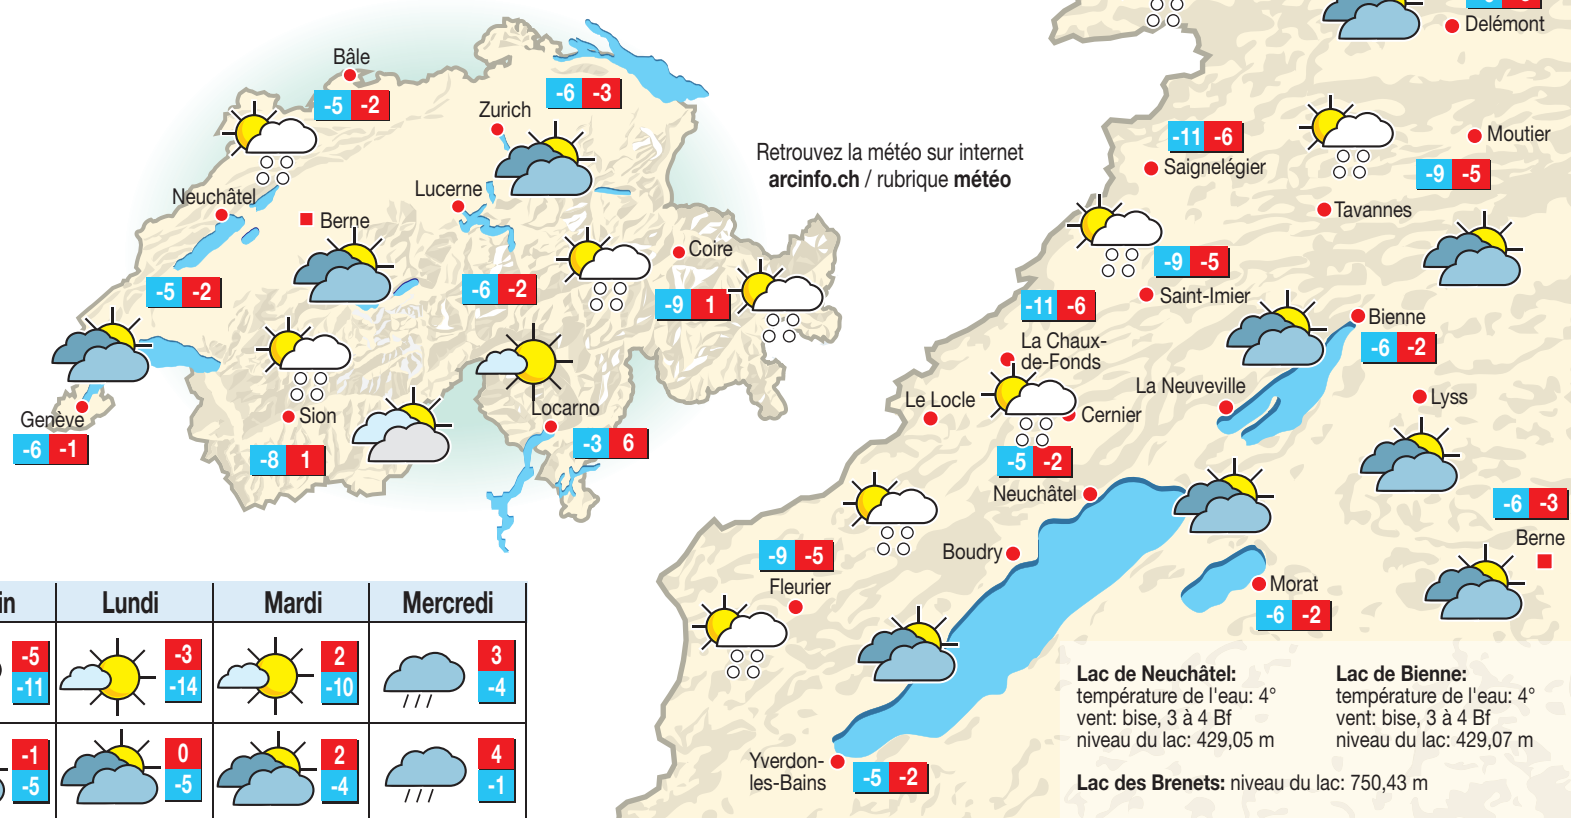 Bâle
-5 -2
Zurich
-6 -3
Neuchâtel
-5 -2
Berne
Lucerne
-6 -2
Coire
-9 1
Genève
-6 -1
Sion
-8 1
Locarno
-3 6
Retrouvez la météo sur internet
arcinfo.ch / rubrique météo
Delémont
Moutier
-9 -5
Saignelégier
-11 -6
Tavannes
Saint-Imier
-9 -5
-11 -6
La Chaux-
de-Fonds
Le Locle
Cernier
-5 -2
Neuchâtel
La Neuveville
Bienne
-6 -2
Lyss
-6 -3
Berne
Boudry
-9 -5
Fleurier
Morat
-6 -2
Yverdon-
les-Bains
-5 -2
in Lundi Mardi Mercredi
-5 -3 2 3
-11 -14 -10 -4
-1 0 2 4
-5 -5 -4 -1
Lac de Neuchâtel:
température de l'eau: 4°
vent: bise, 3 à 4 Bf
niveau du lac: 429,05 m
Lac de Bienne:
température de l'eau: 4°
vent: bise, 3 à 4 Bf
niveau du lac: 429,07 m
Lac des Brenets: niveau du lac: 750,43 m